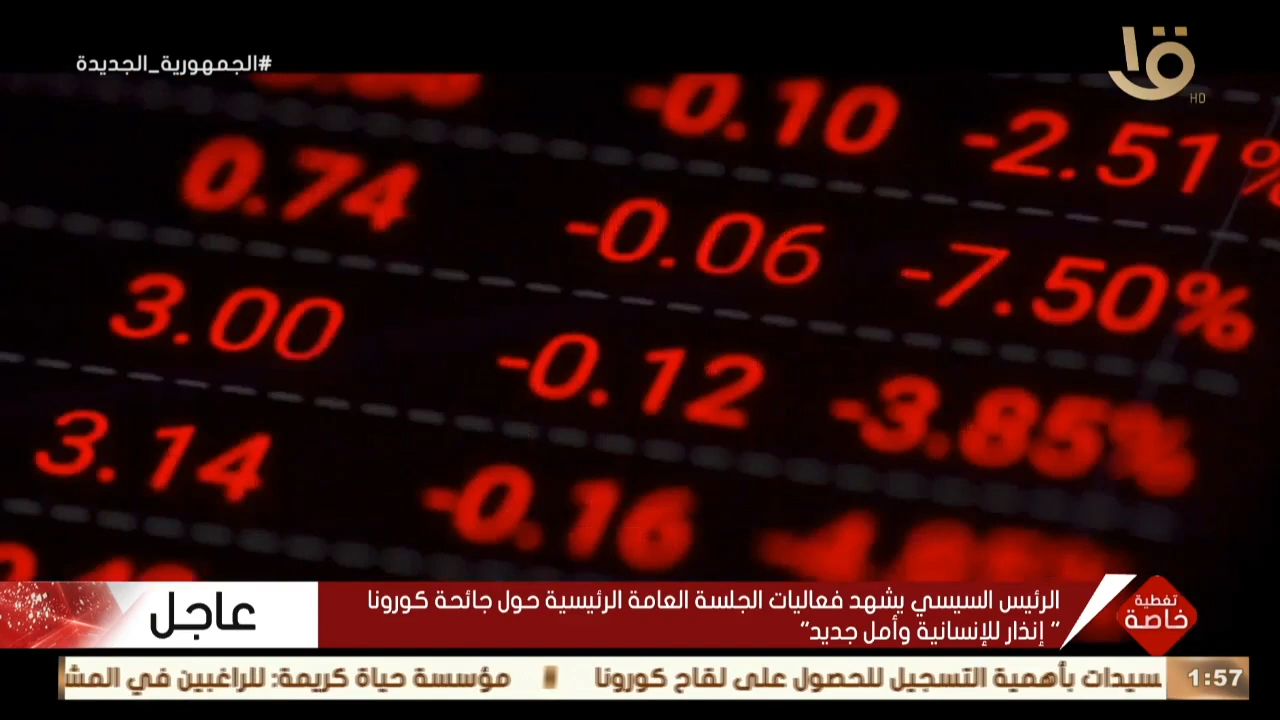 #الجمهورية_الجديدة
HD
-0.10 -2.51%
0.74 -0.06 -7.50%
3.00 -0.12 -3.85%
3.14 -0.16
تغطية
خاصة
الرئيس السيسي يشهد فعاليات الجلسة العامة الرئيسية حول جائحة كورونا
" إنذار للإنسانية وأمل جديد"
عاجل
1:57
بأهمية التسجيل للحصول على لقاح كورونا
مؤسسة حياة كريمة: للراغبين في